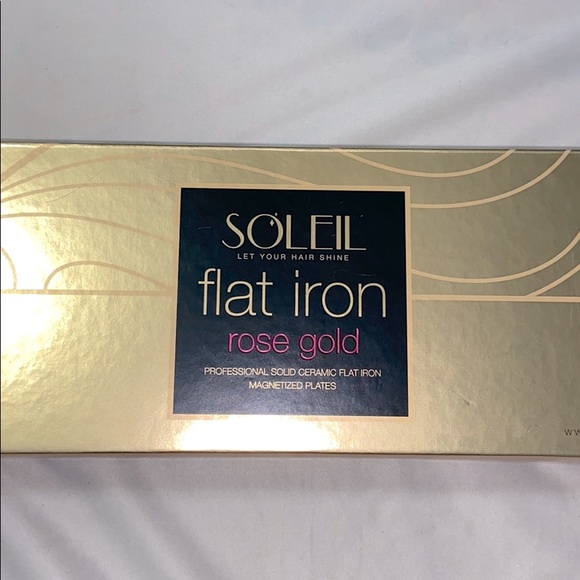 SOLEIL
LET YOUR HAIR SHINE
flat iron
rose gold
PROFESSIONAL SOLID CERAMIC FLAT IRON
MAGNETIZED PLATES